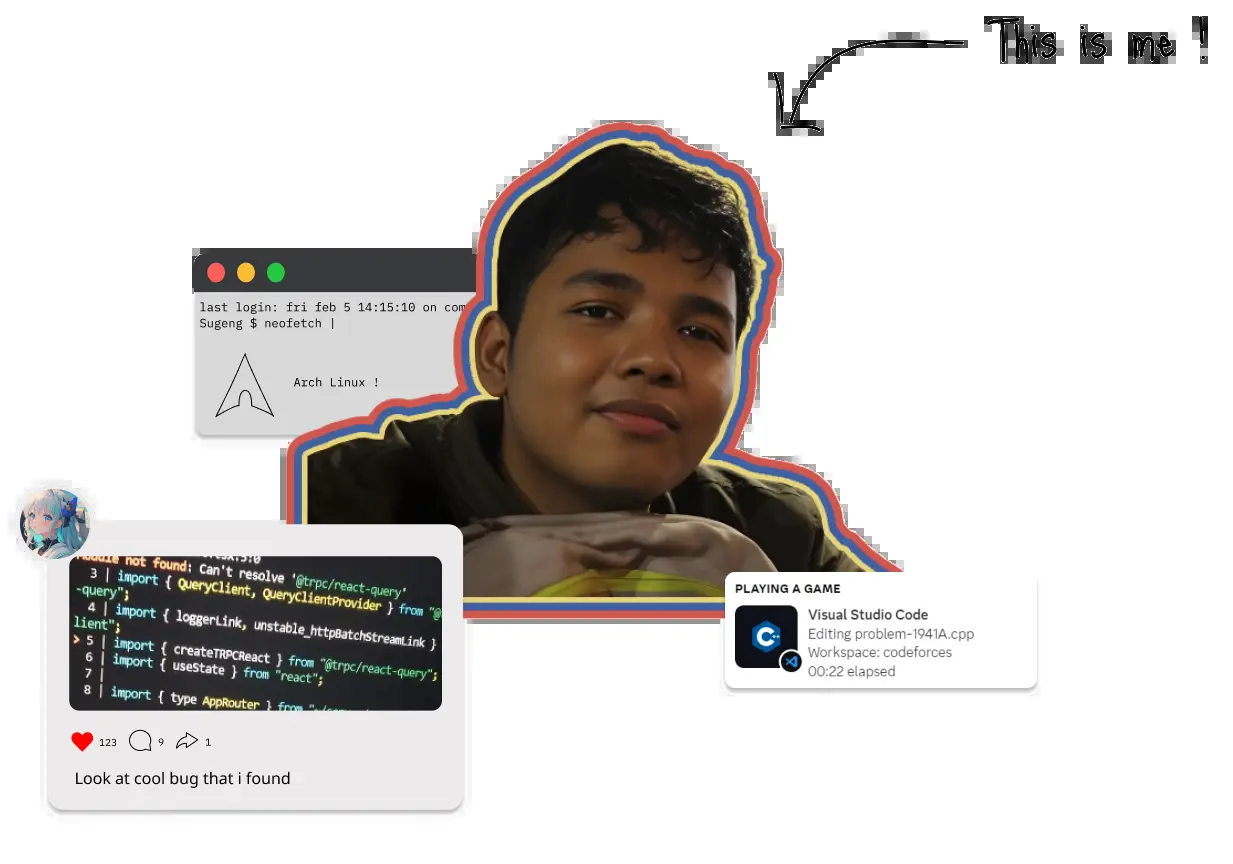 This is me !
last login: fri feb 5 14:15:10 on com
Sugeng $ neofetch |
Arch Linux !
not found: Can't resolve '@trpc/react-query'
3 | import { QueryClient, QueryClientProvider } from "@
-query";
4 | import { loggerLink, unstable_httpBatchStreamLink }
lient";
> 5 | import { createTRPCReact } from "@trpc/react-query";
6 | import { useState } from "react";
7 |
8 | import { type AppRouter } from
123 9 1
Look at cool bug that i found
PLAYING A GAME
Visual Studio Code
Editing problem-1941A.cpp
Workspace: codeforces
00:22 elapsed